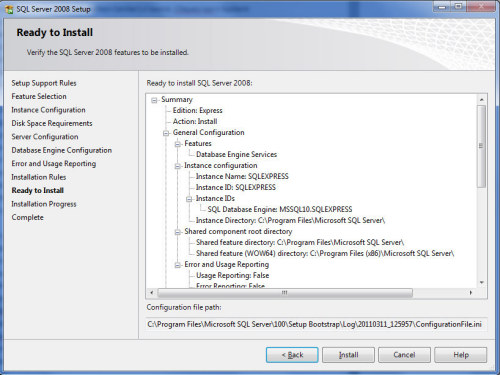 SQL Server 2008 Setup
Ready to Install
Verify the SQL Server 2008 features to be installed.
Setup Support Rules
Feature Selection
Instance Configuration
Disk Space Requirements
Server Configuration
Database Engine Configuration
Error and Usage Reporting
Installation Rules
Ready to Install
Installation Progress
Complete
Ready to install SQL Server 2008:
Summary
Edition: Express
Action: Install
General Configuration
Features
Database Engine Services
Instance configuration
Instance Name: SQLEXPRESS
Instance ID: SQLEXPRESS
Instance IDs
SQL Database Engine: MSSQL10.SQLEXPRESS
Instance Directory: C:\Program Files\Microsoft SQL Server\
Shared component root directory
Shared feature directory: C:\Program Files\Microsoft SQL Server\
Shared feature (WOW64) directory: C:\Program Files (x86)\Microsoft SQL Server\
Error and Usage Reporting
Usage Reporting: False
Error Reporting: False
Configuration file path:
C:\Program Files\Microsoft SQL Server\100\Setup Bootstrap\Log\20110311_125957\ConfigurationFile.ini
< Back
Install
Cancel
Help